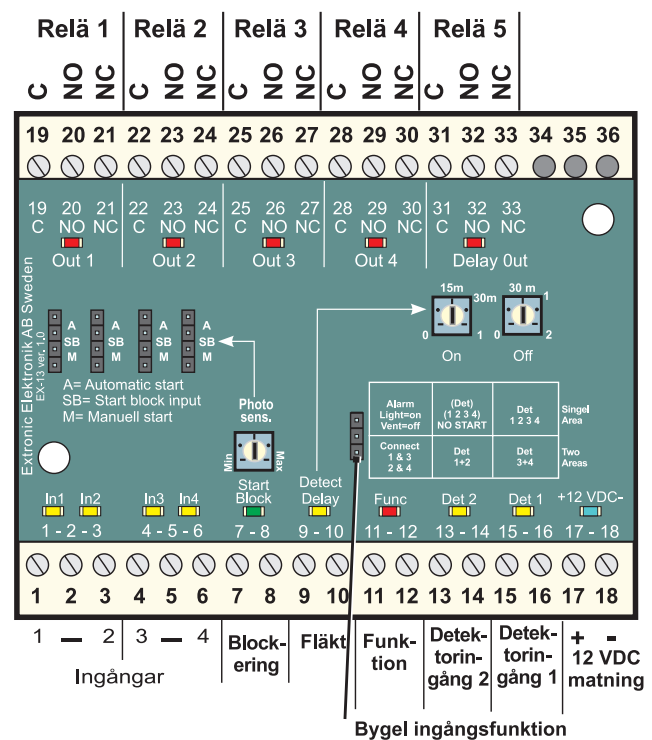 Relä 1 Relä 2 Relä 3 Relä 4 Relä 5
C NO NC C NO NC C NO NC C NO NC C NO NC
19 20 21 22 23 24 25 26 27 28 29 30 31 32 33 34 35 36
19 20 21 22 23 24 25 26 27 28 29 30 31 32 33
C NO NC C NO NC C NO NC C NO NC C NO NC
Out 1 Out 2 Out 3 Out 4 Delay 0ut
Extronic Elektronik AB Sweden
EX-13 ver. 1,0
A A A A
SB SB SB SB
M M M M
A= Automatic start
SB= Start block input
M= Manuell start
15m 30m
0 1
On
30 m 1
0 2
Off
Photo
sens.
Min Max
Start
Block
Detect
Delay
Alarm
Light=on
Vent=off
(Det)
(1 2 3 4)
NO START
Det
1 2 3 4
Singel
Area
Connect
1 & 3
2 & 4
Det
1+2
Det
3+4
Two
Areas
In1 In2 In3 In4 Func Det 2 Det 1 +12 VDC-
1 - 2 - 3 4 - 5 - 6 7 - 8 9 - 10 11 - 12 13 - 14 15 - 16 17 - 18
1 2 3 4 5 6 7 8 9 10 11 12 13 14 15 16 17 18
1 — 2 3 — 4
Ingångar
Block-
ering
Fläkt
Funk-
tion
Detek-
torin-
gång 2
Detek-
torin-
gång 1
+ -
12 VDC
matning
Bygel ingångsfunktion